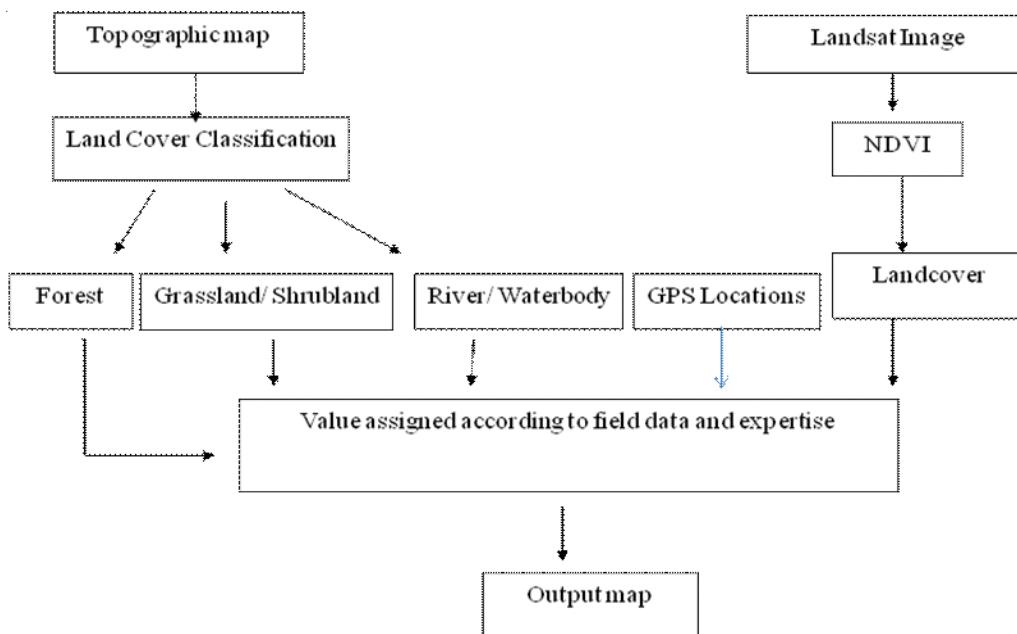 Topographic map
Landsat Image
Land Cover Classification
NDVI
Forest
Grassland/ Shrubland
River/ Waterbody
GPS Locations
Landcover
Value assigned according to field data and expertise
Output map